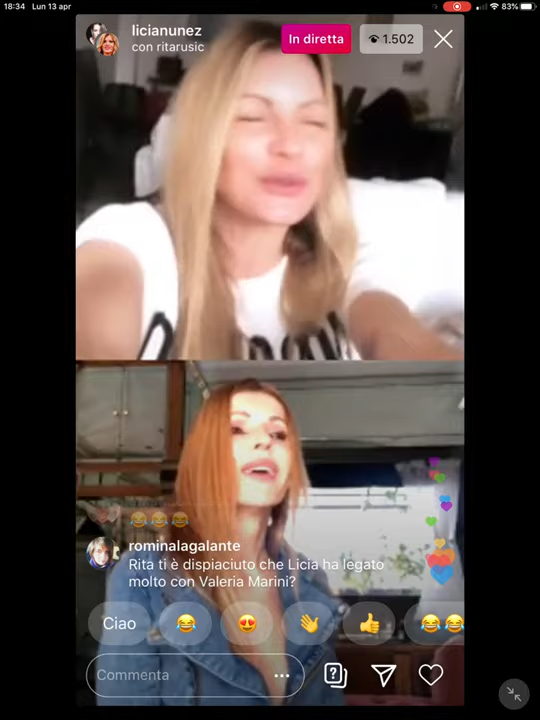 18:34 Lun 13 apr
83%
licianunez
con ritarusic
In diretta
1.502
rominalagalante
Rita ti è dispiaciuto che Licia ha legato
molto con Valeria Marini?
Ciao
Commenta